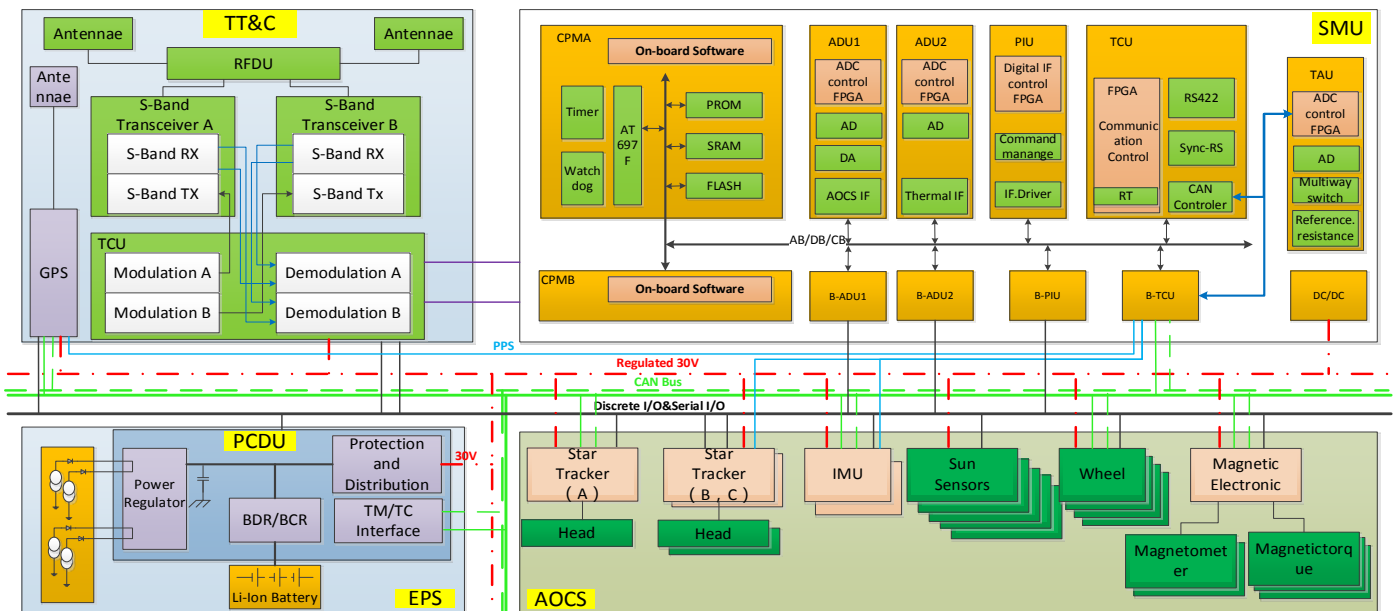 TT&C
Antennae
Antennae
RFDU
Ante
nnae
S-Band
Transceiver A
S-Band RX
S-Band TX
S-Band
Transceiver B
S-Band RX
S-Band Tx
GPS
TCU
Modulation A
Modulation B
Demodulation A
Demodulation B
SMU
CPMA
On-board Software
Timer
Watch
dog
AT
697
F
PROM
SRAM
FLASH
CPMB
On-board Software
ADU1
ADC
control
FPGA
AD
DA
AOCS IF
ADU2
ADC
control
FPGA
AD
Thermal IF
PIU
Digital IF
control
FPGA
Command
manange
IF.Driver
TCU
FPGA
Communic
ation
Control
RT
RS422
Sync-RS
CAN
Controler
TAU
ADC
control
FPGA
AD
Multiway
switch
Reference.
resistance
AB/DB/CB
B-ADU1
B-ADU2
B-PIU
B-TCU
DC/DC
PPS
Regulated 30V
CAN Bus
Discrete I/O&Serial I/O
PCDU
Power
Regulator
Protection
and
Distribution
30V
BDR/BCR
TM/TC
Interface
Li-Ion Battery
EPS
Star
Tracker
( A )
Head
Star
Tracker
( B , C )
Head
IMU
Sun
Sensors
Wheel
Magnetic
Electronic
Magnetomet
er
Magnetictorq
ue
AOCS